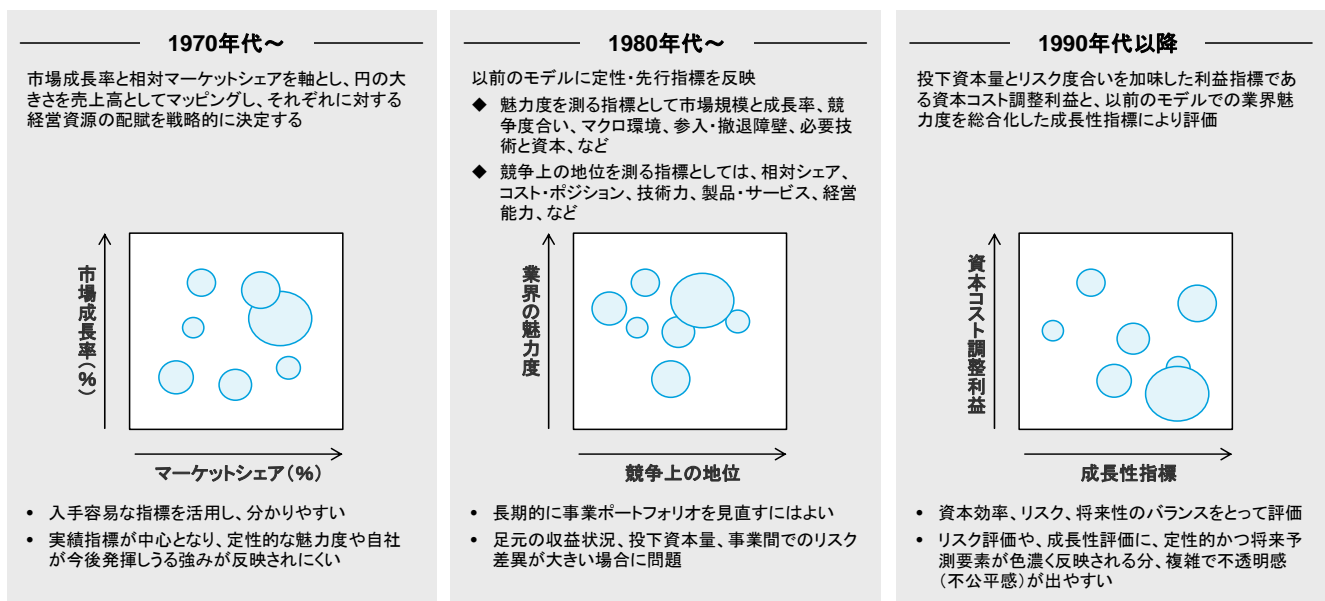 1970年代～
市場成長率と相対マーケットシェアを軸とし、円の大
きさを売上高としてマッピングし、それぞれに対する
経営資源の配賦を戦略的に決定する
市場成長率（%）
マーケットシェア（%）
• 入手容易な指標を活用し、分かりやすい
• 実績指標が中心となり、定性的な魅力度や自社
が今後発揮しうる強みが反映されにくい
1980年代～
以前のモデルに定性・先行指標を反映
◆ 魅力度を測る指標として市場規模と成長率、競
争度合い、マクロ環境、参入・撤退障壁、必要技
術と資本、など
◆ 競争上の地位を測る指標としては、相対シェア、
コスト・ポジション、技術力、製品・サービス、経営
能力、など
業界の魅力度
競争上の地位
• 長期的に事業ポートフォリオを見直すにはよい
• 足元の収益状況、投下資本量、事業間でのリスク
差異が大きい場合に問題
1990年代以降
投下資本量とリスク度合いを加味した利益指標であ
る資本コスト調整利益と、以前のモデルでの業界魅
力度を総合化した成長性指標により評価
資本コスト調整利益
成長性指標
• 資本効率、リスク、将来性のバランスをとって評価
• リスク評価や、成長性評価に、定性的かつ将来予
測要素が色濃く反映される分、複雑で不透明感
（不公平感）が出やすい